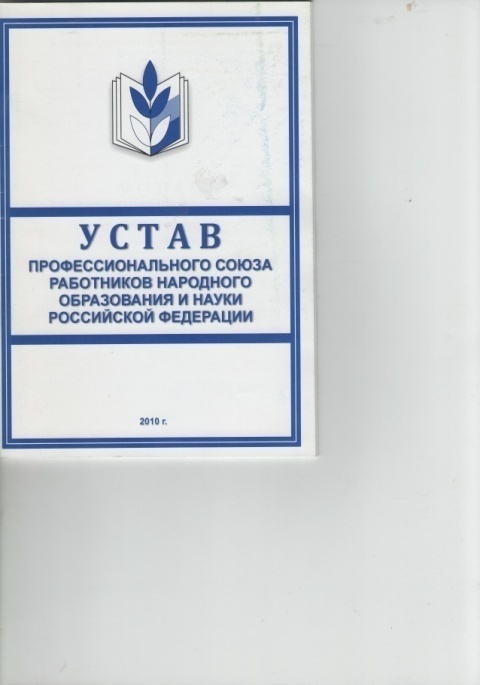 УСТАВ
ПРОФЕССИОНАЛЬНОГО СОЮЗА
РАБОТНИКОВ НАРОДНОГО
ОБРАЗОВАНИЯ И НАУКИ
РОССИЙСКОЙ ФЕДЕРАЦИИ
2010 г.